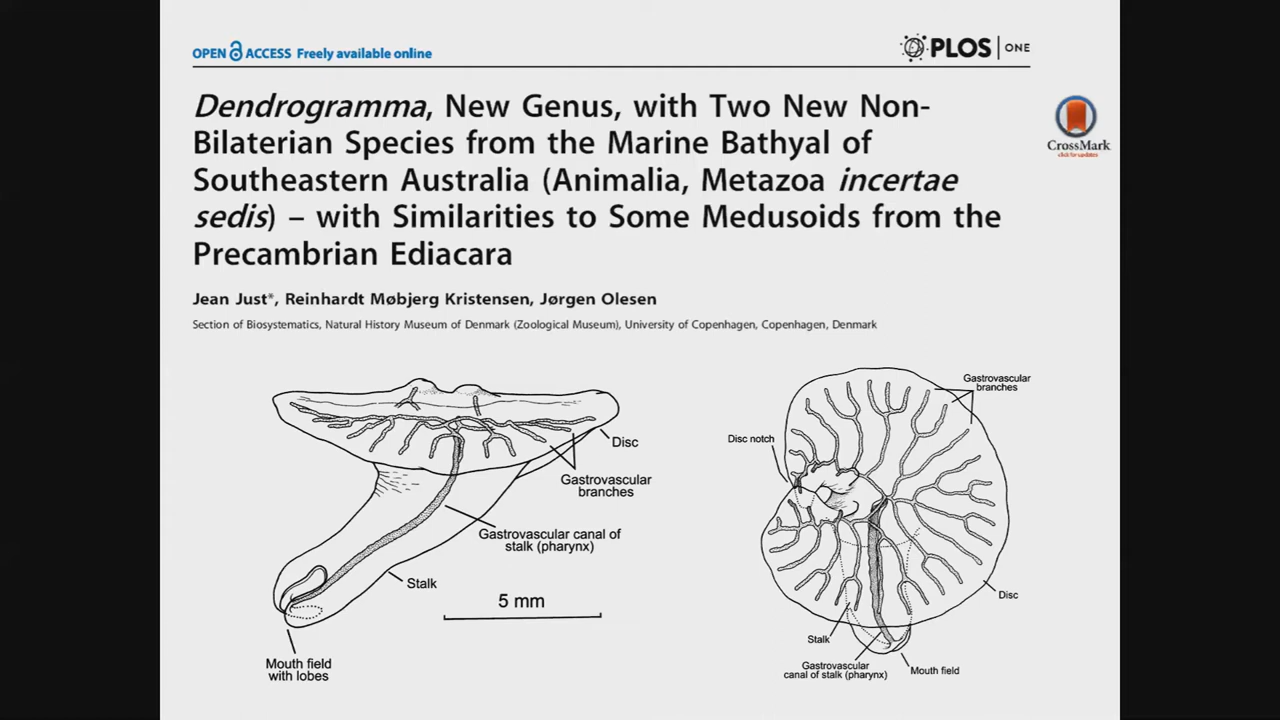 OPEN ACCESS Freely available online
PLOS | ONE
Dendrogramma, New Genus, with Two New Non-
Bilaterian Species from the Marine Bathyal of
Southeastern Australia (Animalia, Metazoa incertae
sedis) – with Similarities to Some Medusoids from the
Precambrian Ediacara
CrossMark
click for updates
Jean Just*, Reinhardt Møbjerg Kristensen, Jørgen Olesen
Section of Biosystematics, Natural History Museum of Denmark (Zoological Museum), University of Copenhagen, Copenhagen, Denmark
Disc
Gastrovascular
branches
Gastrovascular canal of
stalk (pharynx)
Stalk
5 mm
Mouth field
with lobes
Gastrovascular
branches
Disc notch
Disc
Stalk
Gastrovascular
canal of stalk (pharynx)
Mouth field